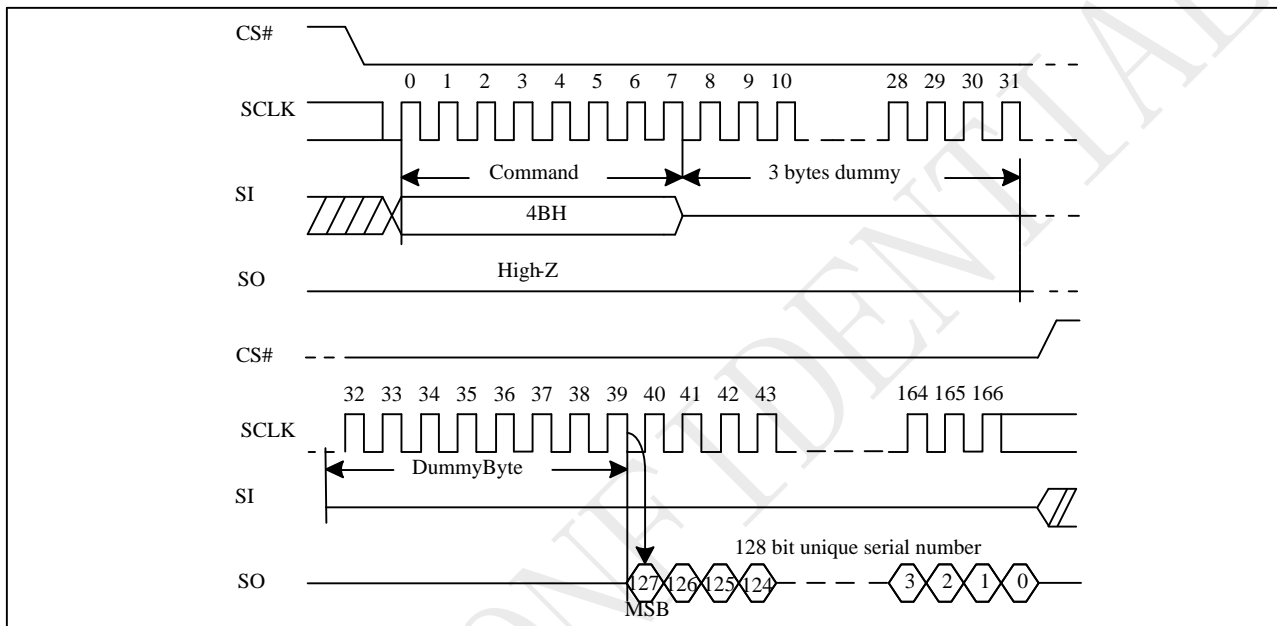 CS#
0 1 2 3 4 5 6 7 8 9 10 28 29 30 31
SCLK
Command 3 bytes dummy
SI
4BH
High-Z
SO
CS#
32 33 34 35 36 37 38 39 40 41 42 43 164 165 166
SCLK
DummyByte
SI
128 bit unique serial number
SO 127 126 125 124 3 2 1 0
MSB